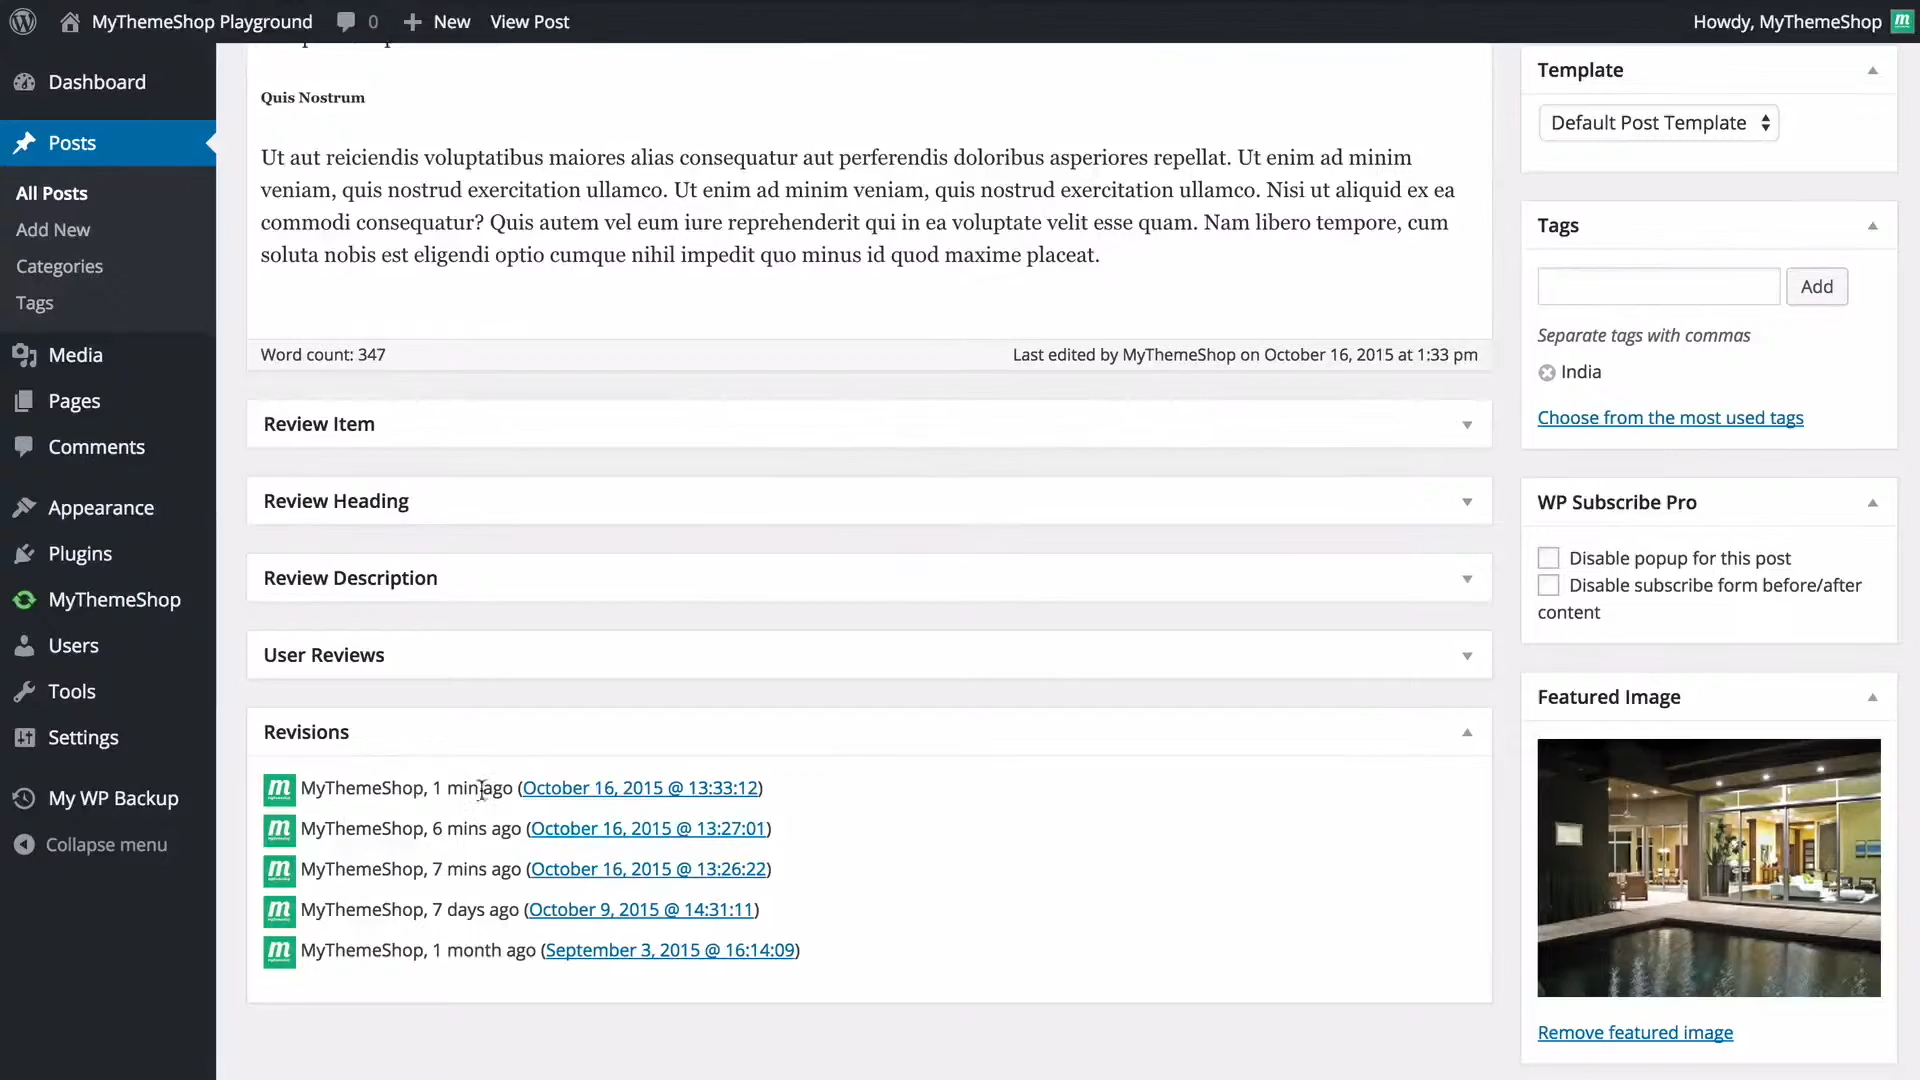 MyThemeShop Playground 0 New View Post Howdy, MyThemeShop
Dashboard
Posts
All Posts
Add New
Categories
Tags
Media
Pages
Comments
Appearance
Plugins
MyThemeShop
Users
Tools
Settings
My WP Backup
Collapse menu
Quis Nostrum
Ut aut reiciendis voluptatibus maiores alias consequatur aut perferendis doloribus asperiores repellat. Ut enim ad minim
veniam, quis nostrud exercitation ullamco. Ut enim ad minim veniam, quis nostrud exercitation ullamco. Nisi ut aliquid ex ea
commodi consequatur? Quis autem vel eum iure reprehenderit qui in ea voluptate velit esse quam. Nam libero tempore, cum
soluta nobis est eligendi optio cumque nihil impedit quo minus id quod maxime placeat.
Word count: 347 Last edited by MyThemeShop on October 16, 2015 at 1:33 pm
Review Item
Review Heading
Review Description
User Reviews
Revisions
MyThemeShop, 1 min ago (October 16, 2015 @ 13:33:12)
MyThemeShop, 6 mins ago (October 16, 2015 @ 13:27:01)
MyThemeShop, 7 mins ago (October 16, 2015 @ 13:26:22)
MyThemeShop, 7 days ago (October 9, 2015 @ 14:31:11)
MyThemeShop, 1 month ago (September 3, 2015 @ 16:14:09)
Template
Default Post Template
Tags
Add
Separate tags with commas
India
Choose from the most used tags
WP Subscribe Pro
Disable popup for this post
Disable subscribe form before/after
content
Featured Image
Remove featured image